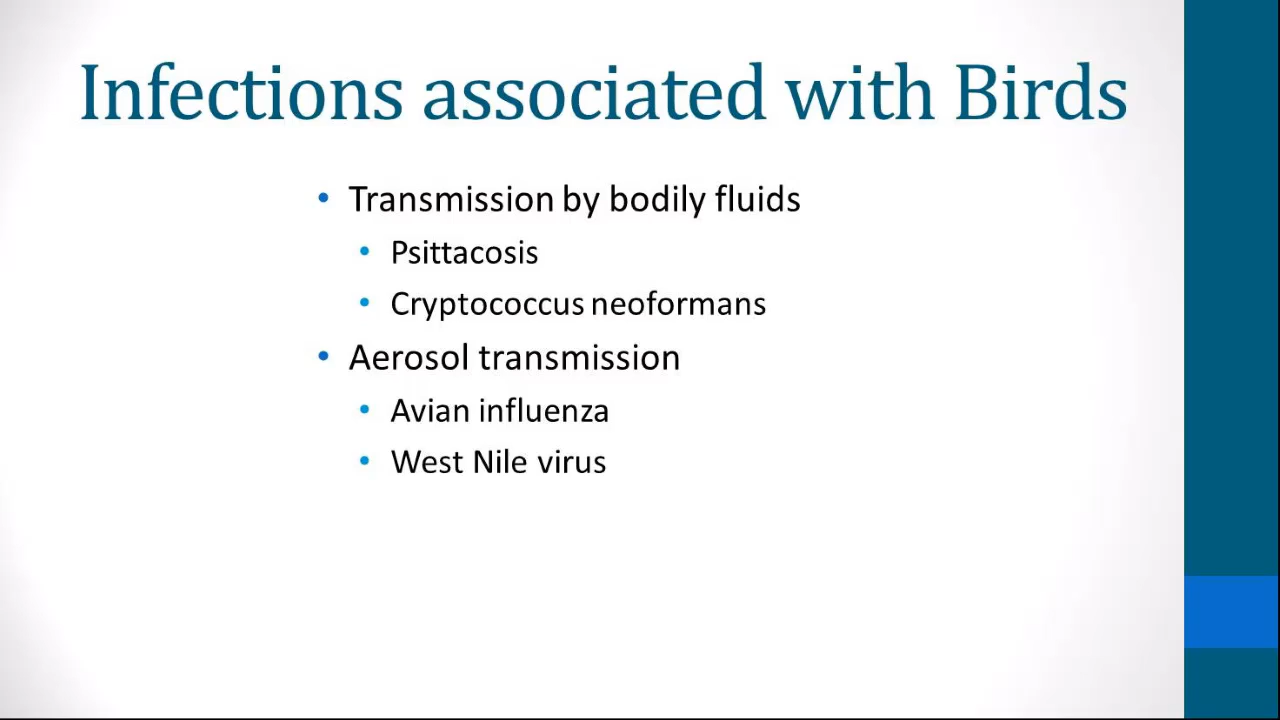 Infections associated with Birds
• Transmission by bodily fluids
• Psittacosis
• Cryptococcus neoformans
• Aerosol transmission
• Avian influenza
• West Nile virus